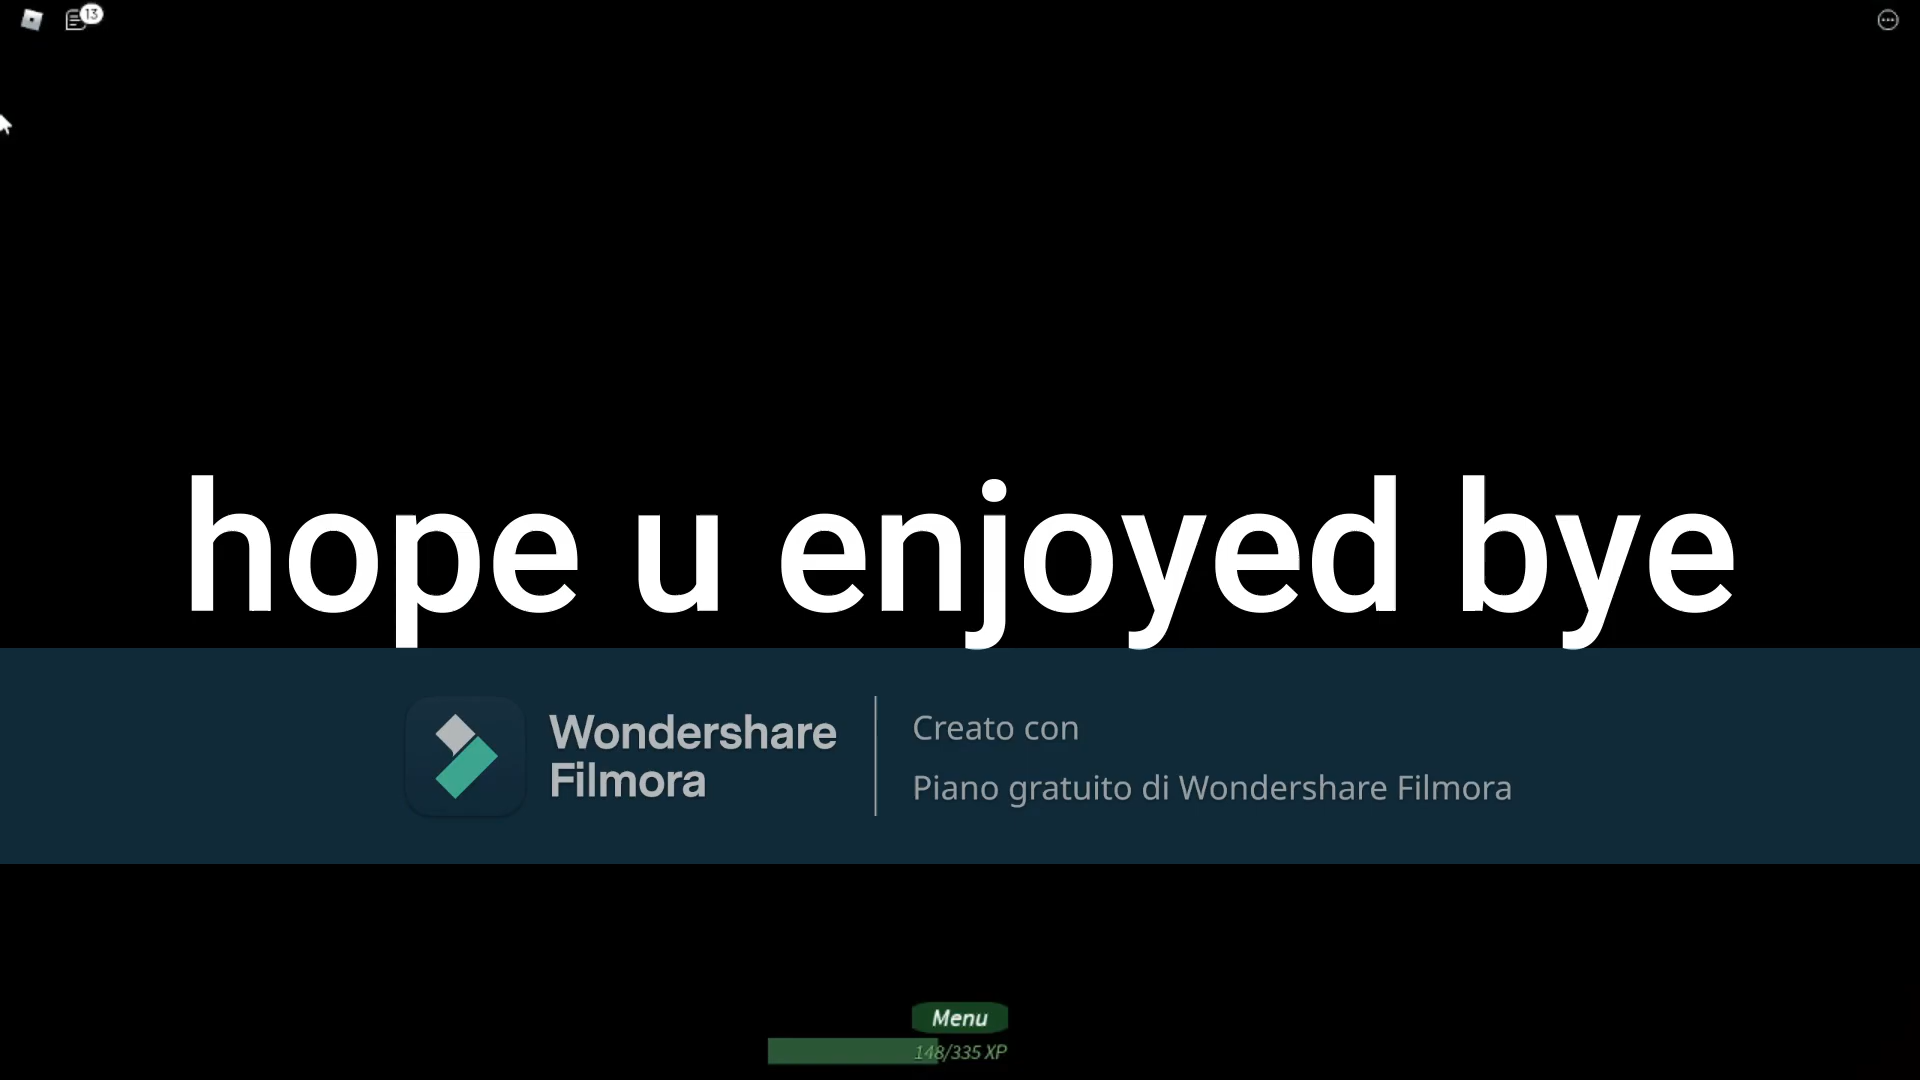 13
hope u enjoyed bye
Wondershare
Filmora
Creato con
Piano gratuito di Wondershare Filmora
Menu
148/335 XP